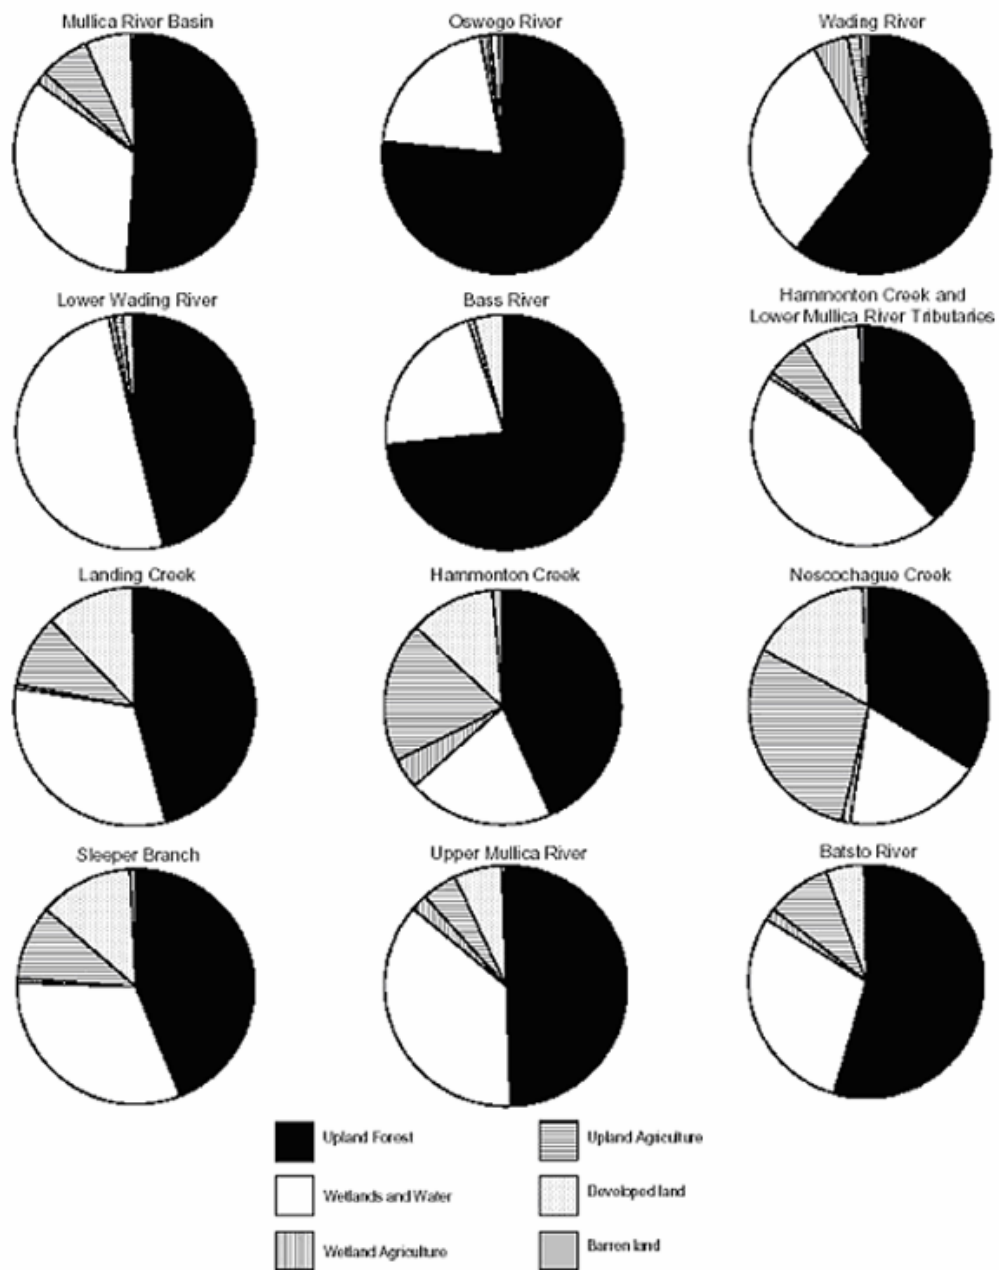 Mullica River Basin
Oswego River
Wading River
Lower Wading River
Bass River
Hammonton Creek and
Lower Mullica River Tributaries
Landing Creek
Hammonton Creek
Nescochague Creek
Sleeper Branch
Upper Mullica River
Batsto River
Upland Forest
Upland Agriculture
Wetlands and Water
Developed land
Wetland Agriculture
Barren land